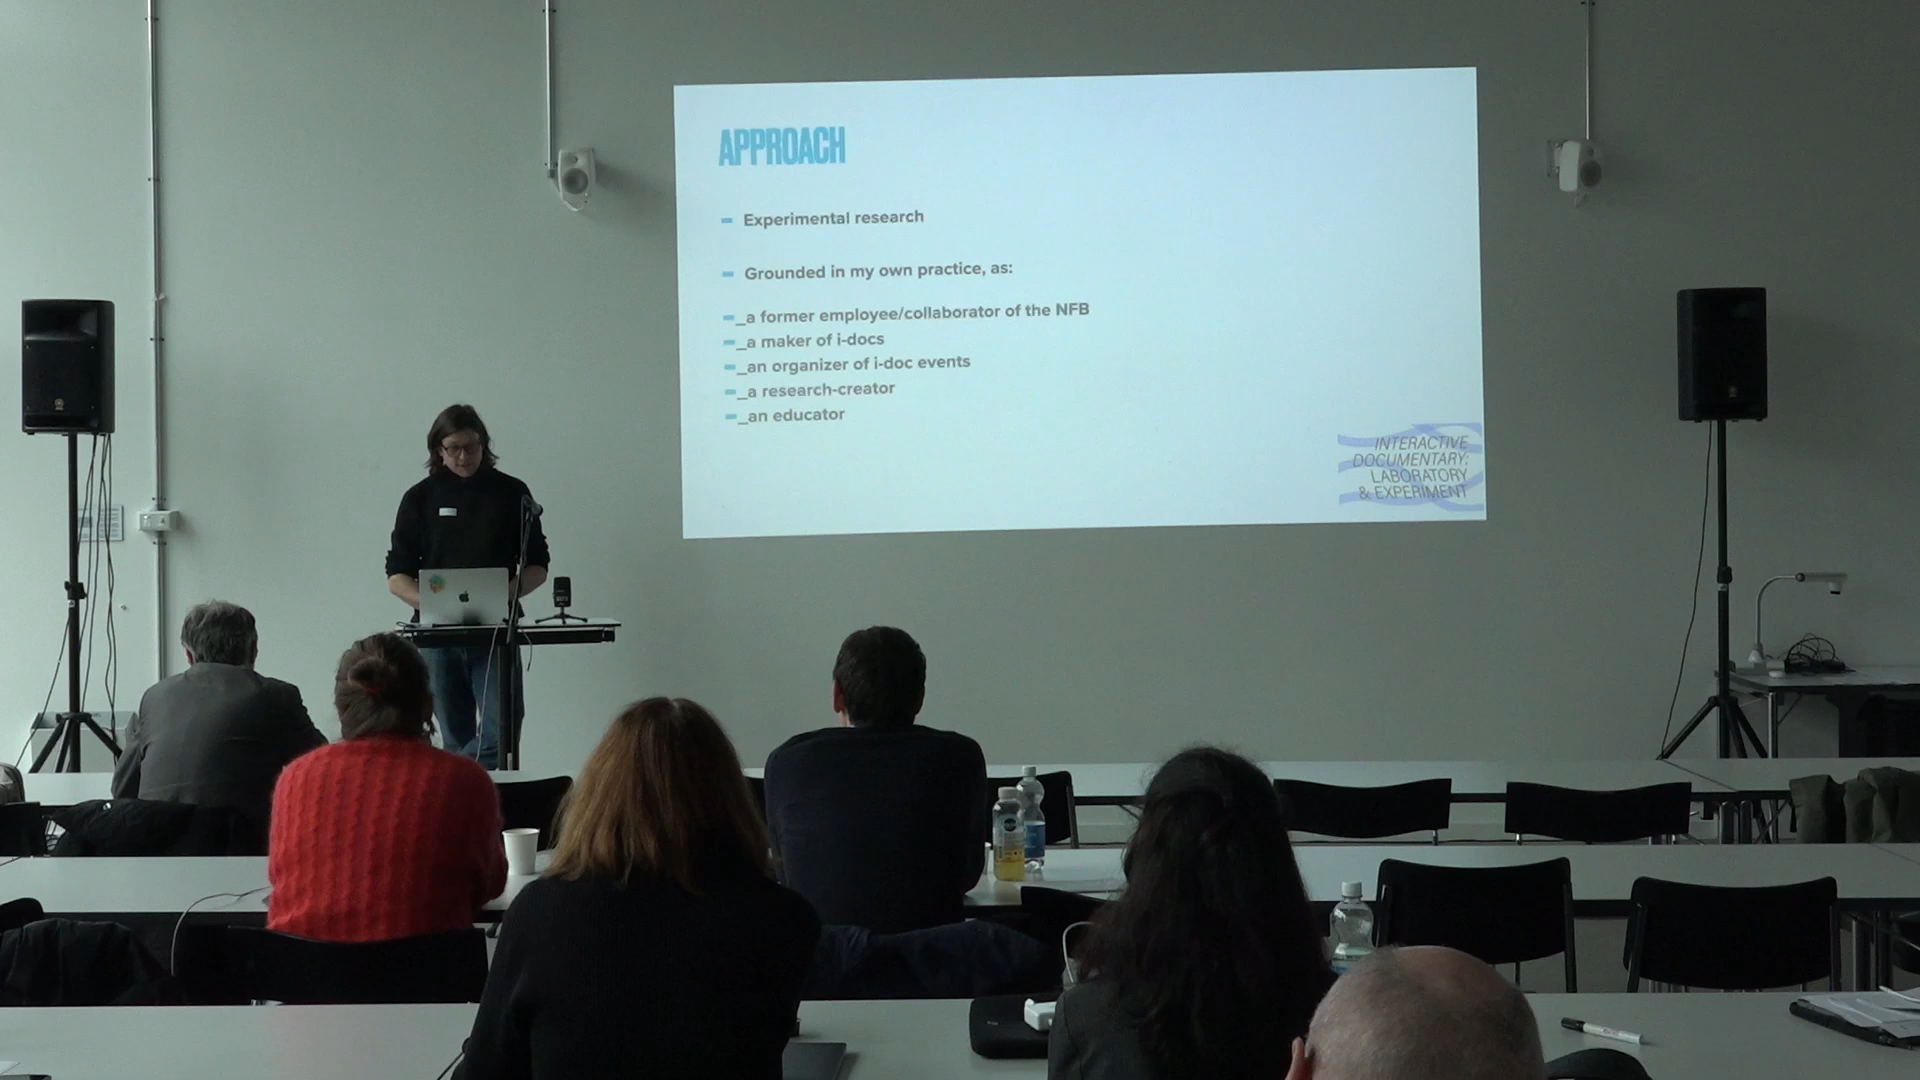 APPROACH
Experimental research
Grounded in my own practice, as:
_a former employee/collaborator of the NFB
_a maker of i-docs
_an organizer of i-doc events
_a research-creator
_an educator
INTERACTIVE
DOCUMENTARY:
LABORATORY
& EXPERIMENT